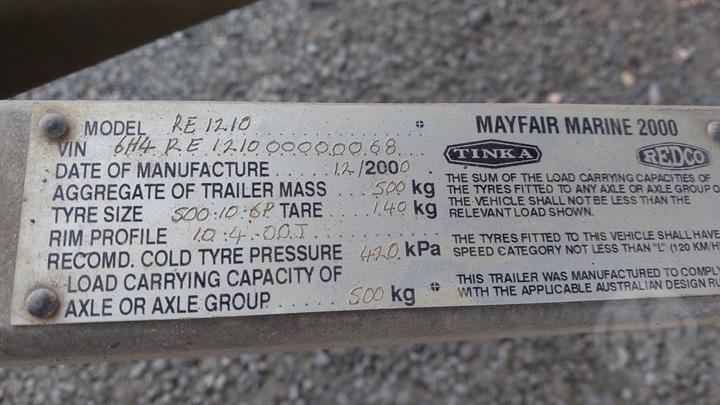 MODEL RE 1210
VIN 6H4 RE 1210 00000068
DATE OF MANUFACTURE 12/2000
AGGREGATE OF TRAILER MASS 500 kg
TYRE SIZE 500.10.6P TARE 140 kg
RIM PROFILE 10.4.00J
RECOMD. COLD TYRE PRESSURE 420 kPa
LOAD CARRYING CAPACITY OF
AXLE OR AXLE GROUP 500 kg
MAYFAIR MARINE 2000
TINKA REDCO
THE SUM OF THE LOAD CARRYING CAPACITIES OF
THE TYRES FITTED TO ANY AXLE OR AXLE GROUP O
THE VEHICLE SHALL NOT BE LESS THAN THE
RELEVANT LOAD SHOWN.
THE TYRES FITTED TO THIS VEHICLE SHALL HAVE
SPEED CATEGORY NOT LESS THAN "L" (120 KM/H
THIS TRAILER WAS MANUFACTURED TO COMPL
WITH THE APPLICABLE AUSTRALIAN DESIGN RU